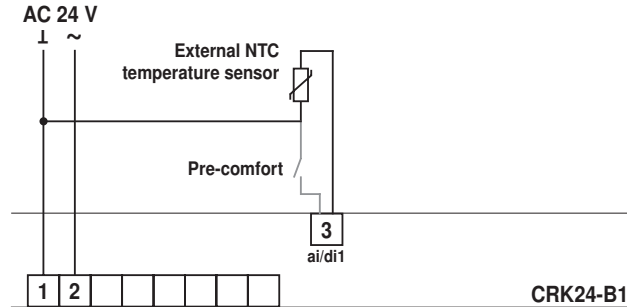 AC 24 V
⊥ ~
External NTC
temperature sensor
Pre-comfort
3
ai/di1
1 2
CRK24-B1